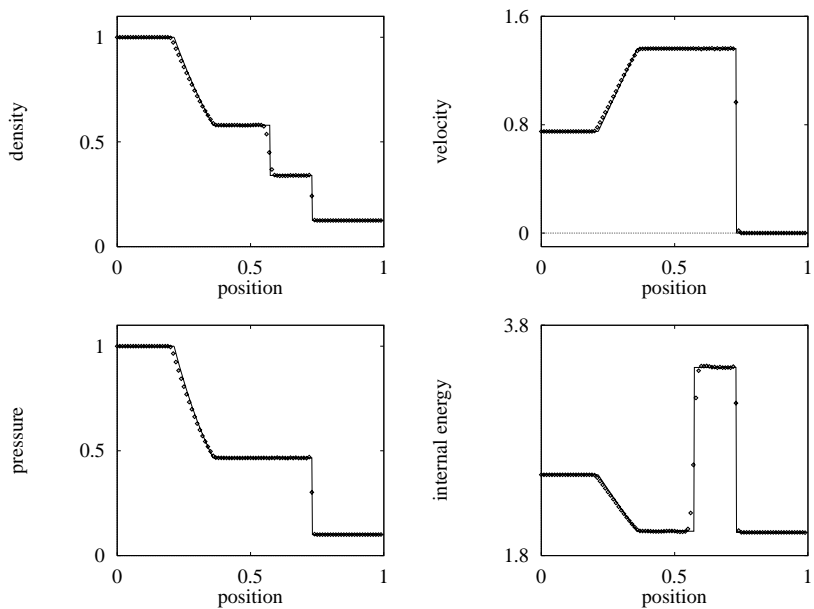 density
1
0.5
0
0 0.5 1
position
velocity
1.6
0.8
0
0 0.5 1
position
pressure
1
0.5
0
0 0.5 1
position
internal energy
3.8
1.8
0 0.5 1
position